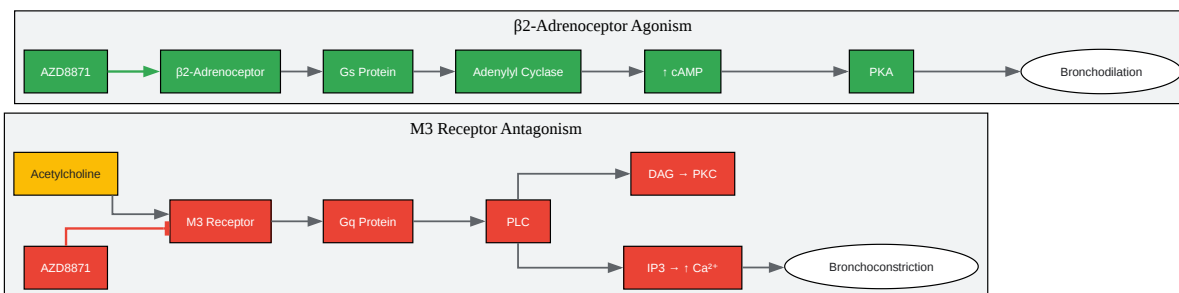 β2-Adrenoceptor Agonism
AZD8871
β2-Adrenoceptor
Gs Protein
Adenylyl Cyclase
↑ cAMP
PKA
Bronchodilation
M3 Receptor Antagonism
Acetylcholine
AZD8871
M3 Receptor
Gq Protein
PLC
DAG → PKC
IP3 → ↑ Ca²⁺
Bronchoconstriction